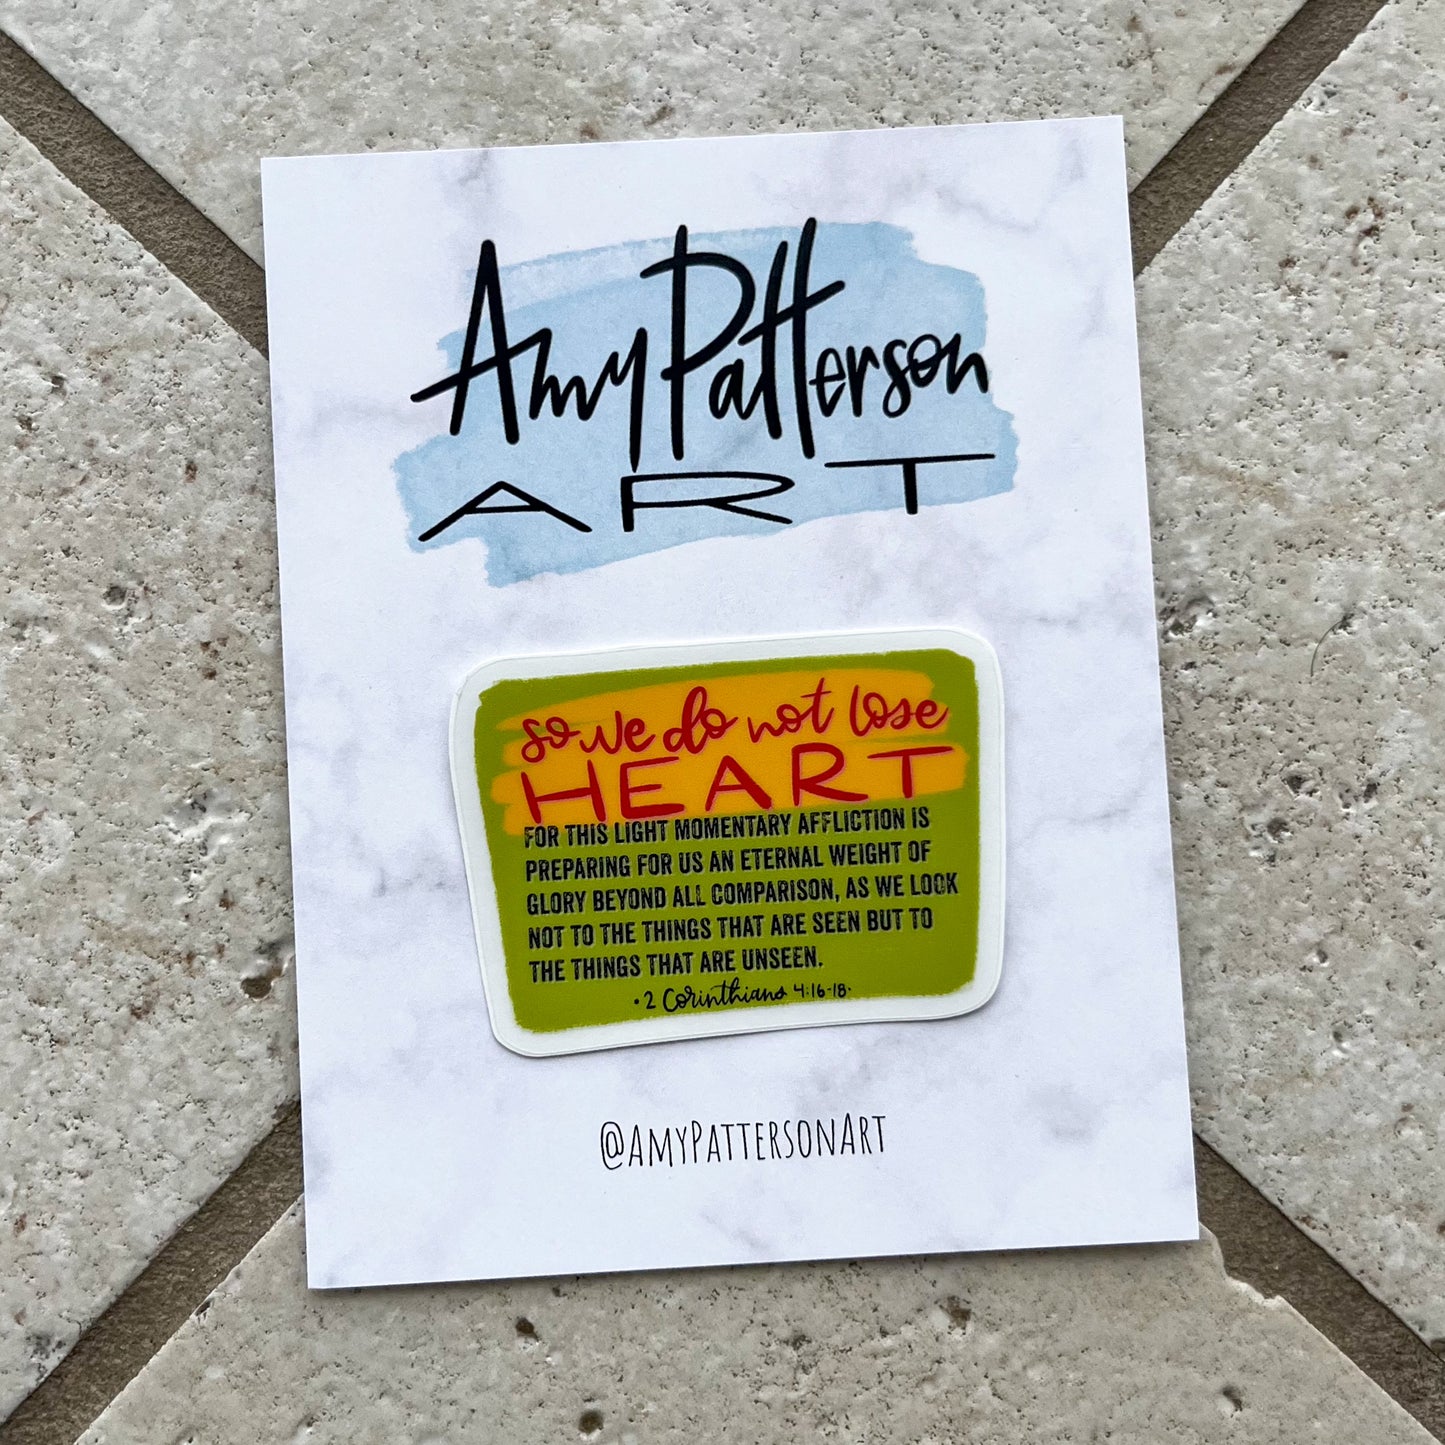 Amy Patterson
ART
so we do not lose
HEART
FOR THIS LIGHT MOMENTARY AFFLICTION IS
PREPARING FOR US AN ETERNAL WEIGHT OF
GLORY BEYOND ALL COMPARISON, AS WE LOOK
NOT TO THE THINGS THAT ARE SEEN BUT TO
THE THINGS THAT ARE UNSEEN.
• 2 Corinthians 4:16-18 •
@AMYPATTERSONART